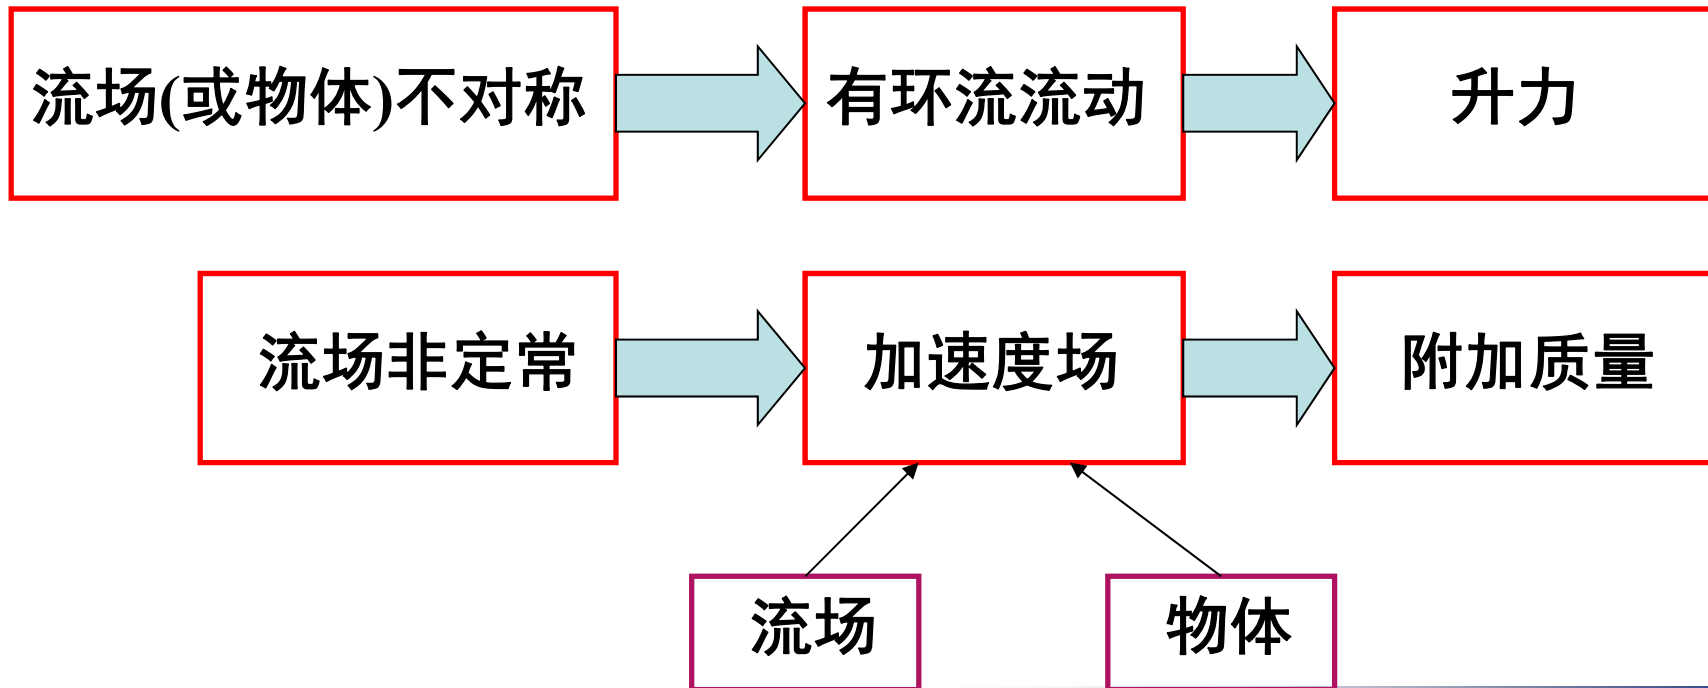 流场(或物体)不对称
有环流流动
升力
流场非定常
加速度场
附加质量
流场
物体